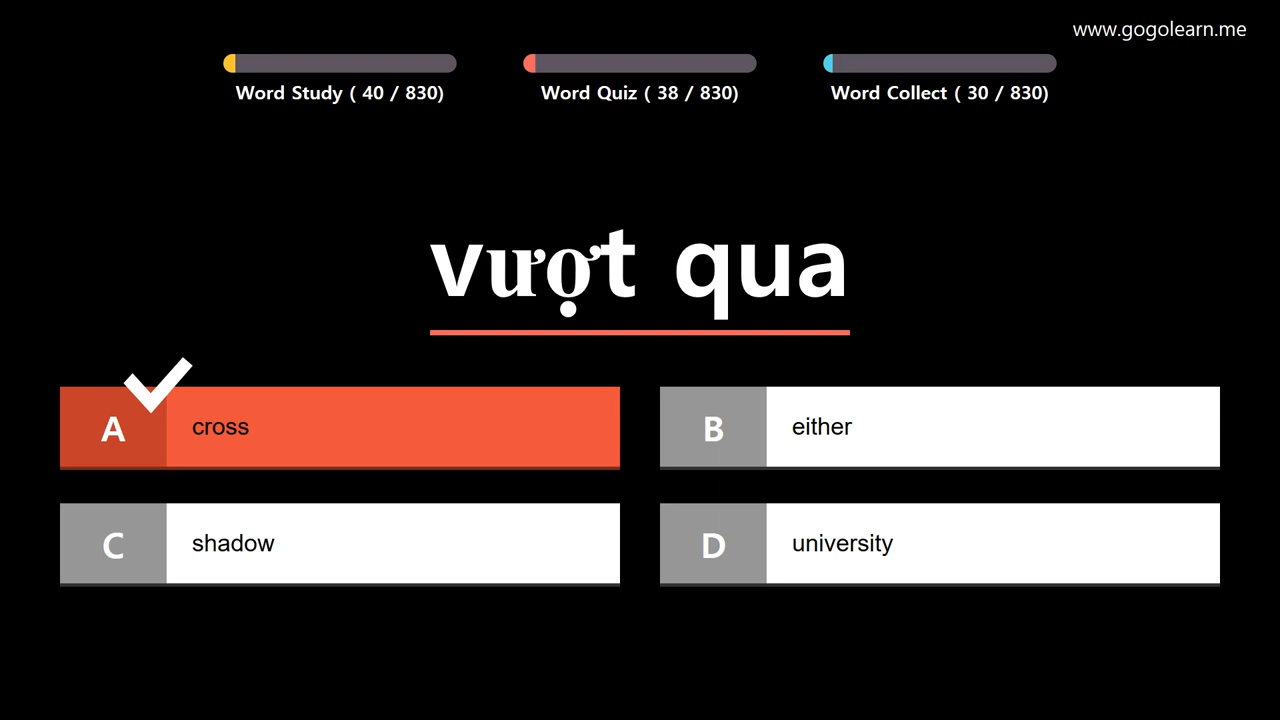 www.gogolearn.me
Word Study ( 40 / 830)
Word Quiz ( 38 / 830)
Word Collect ( 30 / 830)
vượt qua
A cross
B either
C shadow
D university